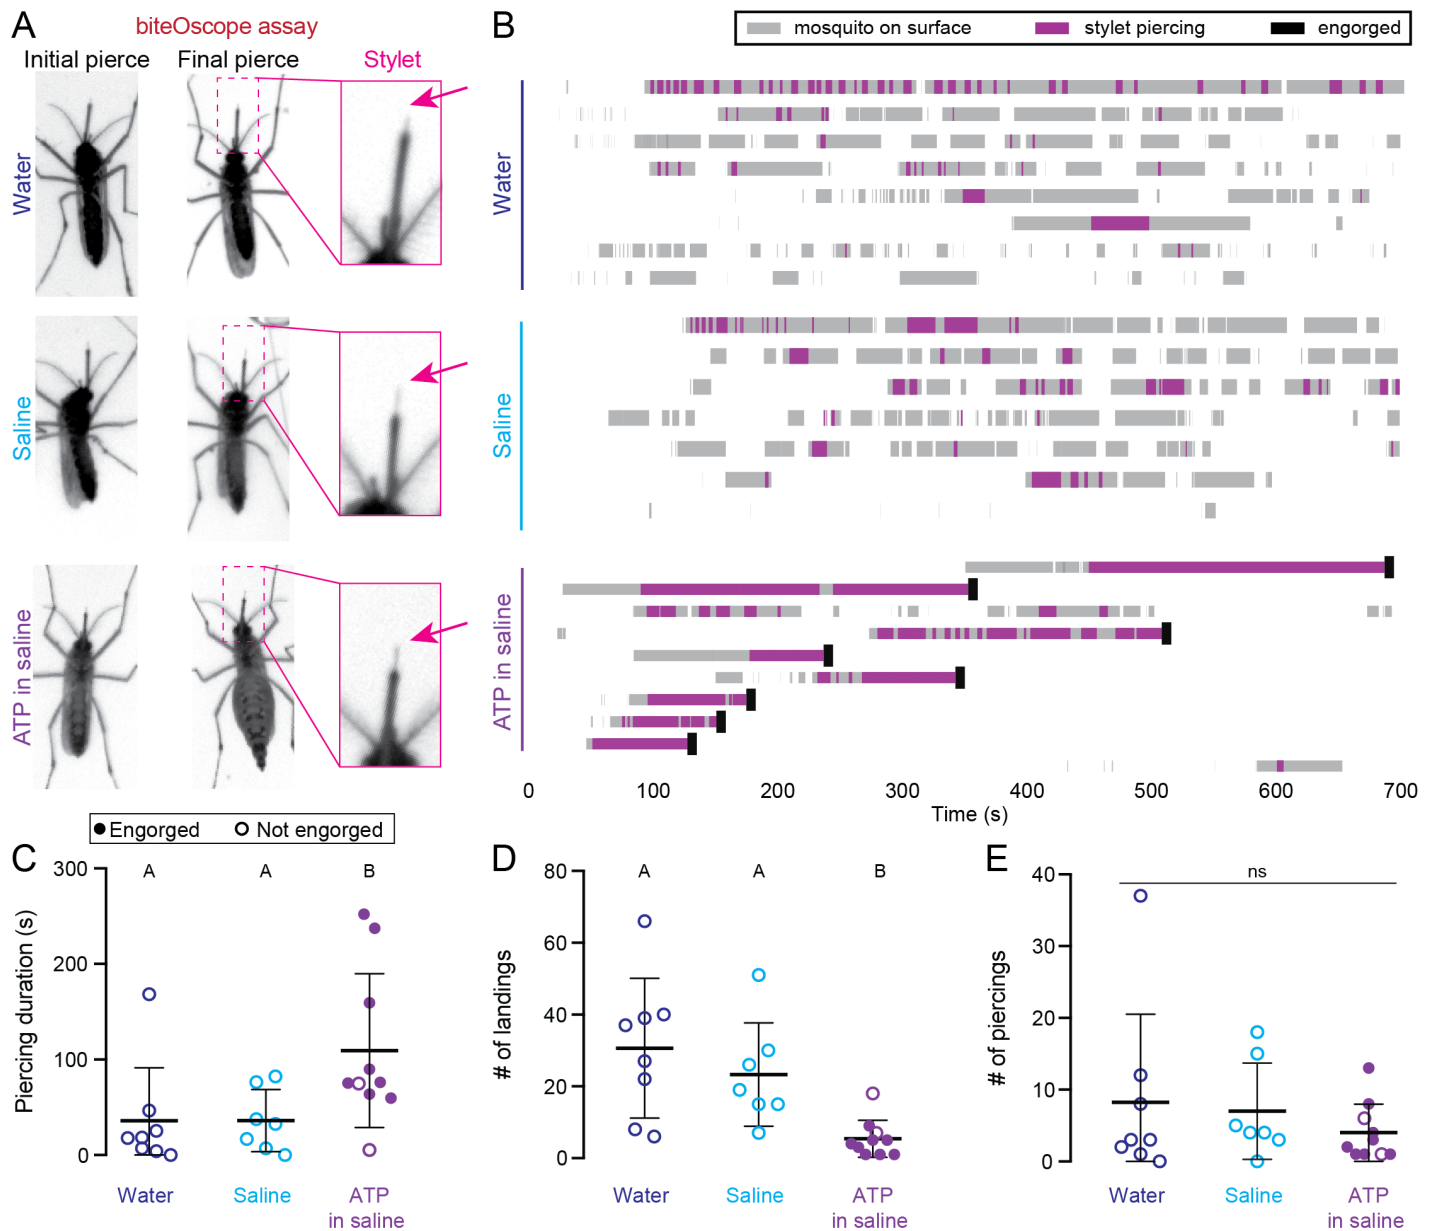 A
biteOscope assay
Initial pierce
Final pierce
Stylet
Water
Saline
ATP in saline
B
mosquito on surface
stylet piercing
engorged
Water
Saline
ATP in saline
0 100 200 300 400 500 600 700
Time (s)
Engorged
Not engorged
C
Piercing duration (s)
300
200
100
0
A A B
Water
Saline
ATP
in saline
D
# of landings
80
60
40
20
0
A A B
Water
Saline
ATP
in saline
E
# of piercings
40
30
20
10
0
ns
Water
Saline
ATP
in saline